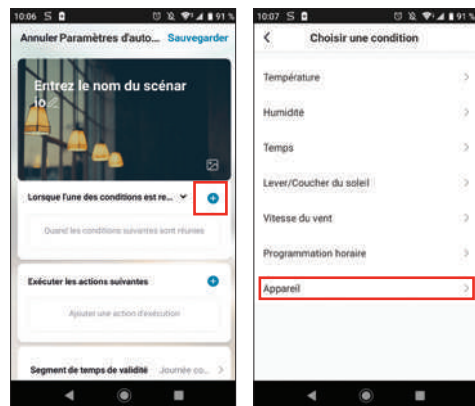 10:06 S 91 %
Annuler Paramètres d'auto... Sauvegarder
Entrez le nom du scénar
io
Lorsque l'une des conditions est re...
Quand les conditions suivantes sont réunies
Exécuter les actions suivantes
Ajouter une action d'exécution
Segment de temps de validité Journée co...
10:07 S 91 %
Choisir une condition
Température
Humidité
Temps
Lever/Coucher du soleil
Vitesse du vent
Programmation horaire
Appareil